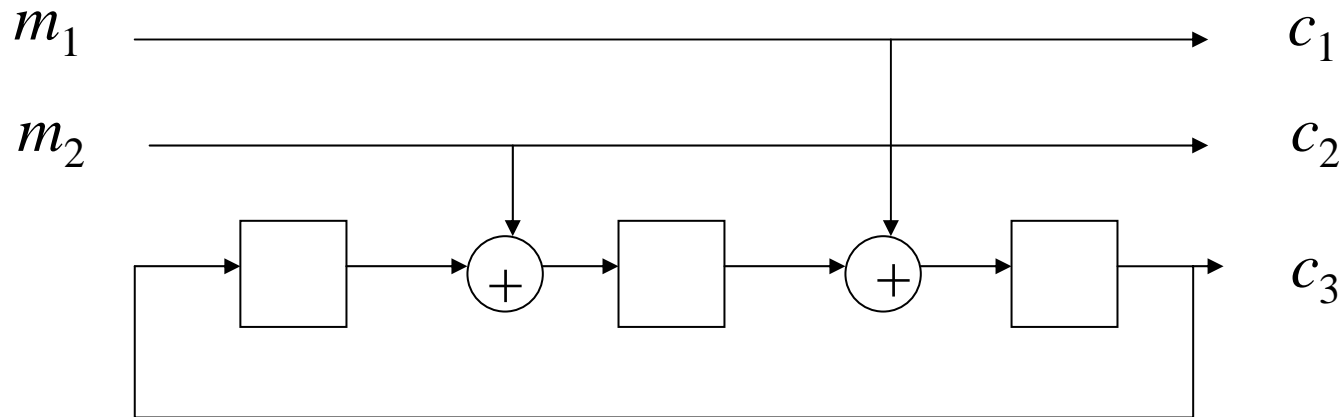 m₁ c₁
m₂ c₂
+ + c₃